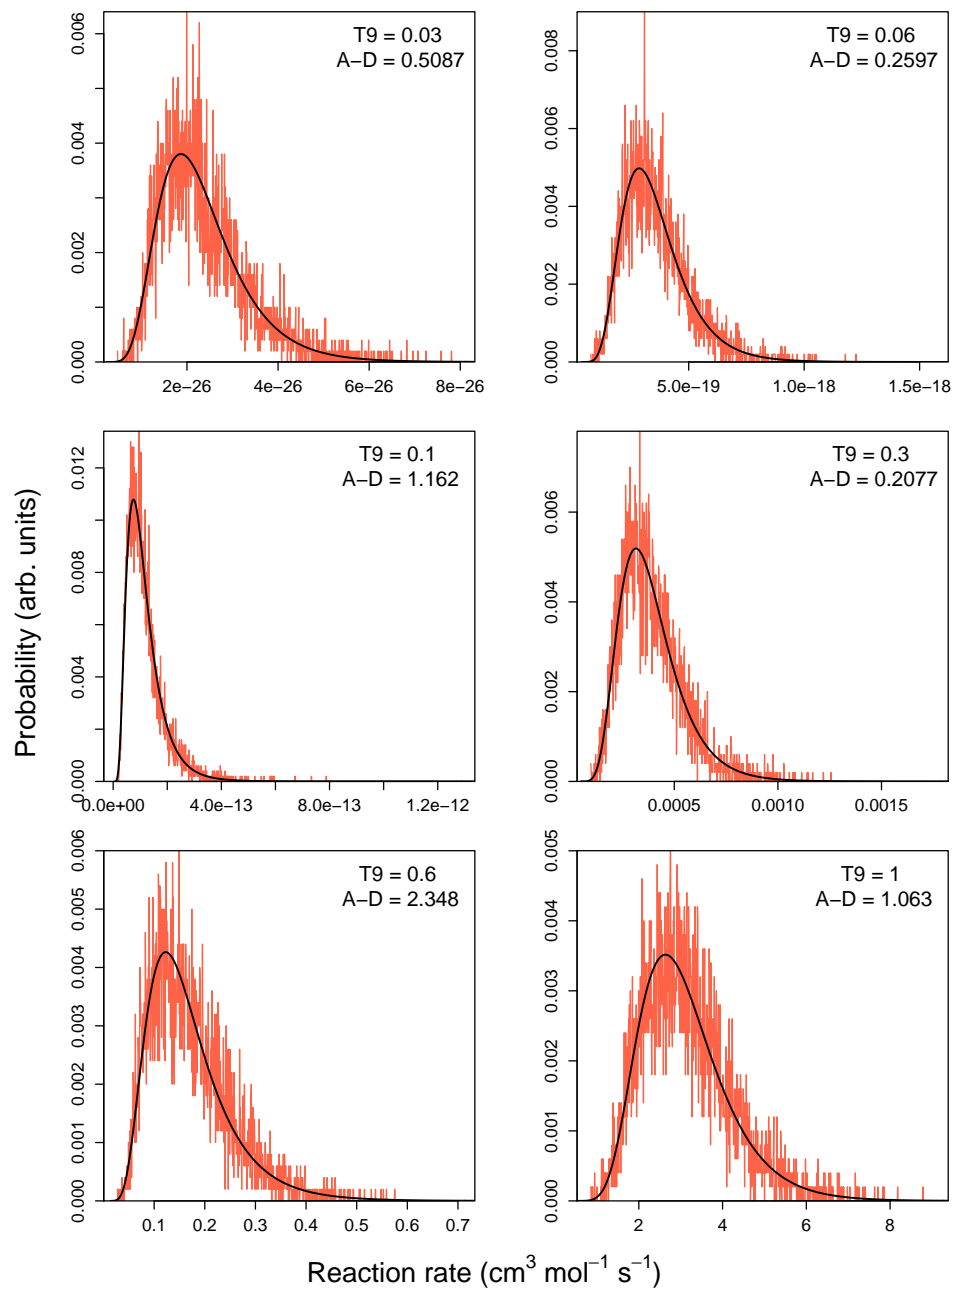 T9 = 0.03
A−D = 0.5087
0.000
0.002
0.004
0.006
2e−26
4e−26
6e−26
8e−26
T9 = 0.06
A−D = 0.2597
0.000
0.002
0.004
0.006
0.008
5.0e−19
1.0e−18
1.5e−18
T9 = 0.1
A−D = 1.162
0.000
0.004
0.008
0.012
0.0e+00
4.0e−13
8.0e−13
1.2e−12
T9 = 0.3
A−D = 0.2077
0.000
0.002
0.004
0.006
0.0005
0.0010
0.0015
T9 = 0.6
A−D = 2.348
0.000
0.001
0.002
0.003
0.004
0.005
0.006
0.1
0.2
0.3
0.4
0.5
0.6
0.7
T9 = 1
A−D = 1.063
0.000
0.001
0.002
0.003
0.004
0.005
2
4
6
8
Probability (arb. units)
Reaction rate (cm³ mol⁻¹ s⁻¹)